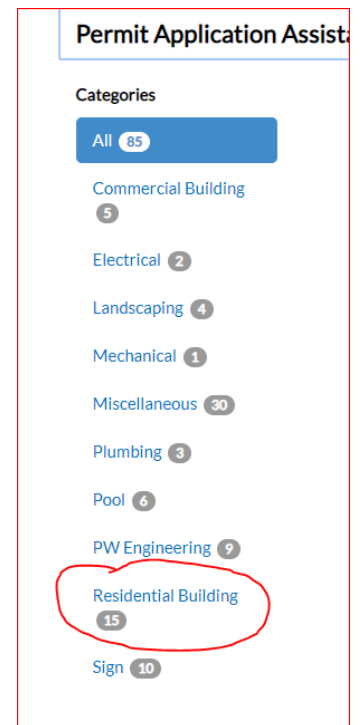 Permit Application Assista
Categories
All 85
Commercial Building
5
Electrical 2
Landscaping 4
Mechanical 1
Miscellaneous 30
Plumbing 3
Pool 6
PW Engineering 9
Residential Building
15
Sign 10